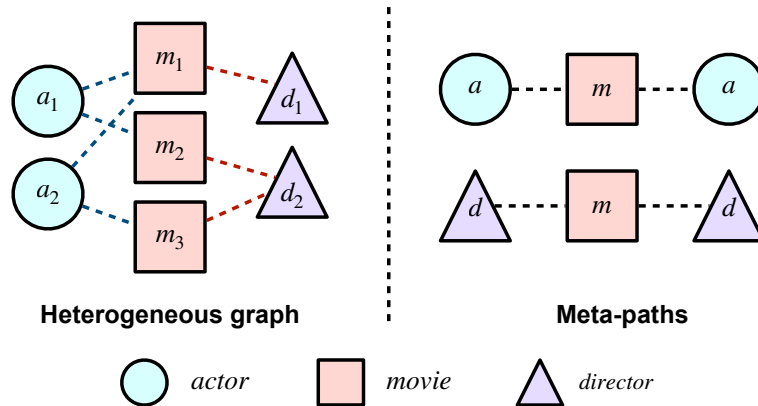 m₁
a₁
d₁
m₂
a₂
d₂
m₃
Heterogeneous graph
a m a
d m d
Meta-paths
actor movie director